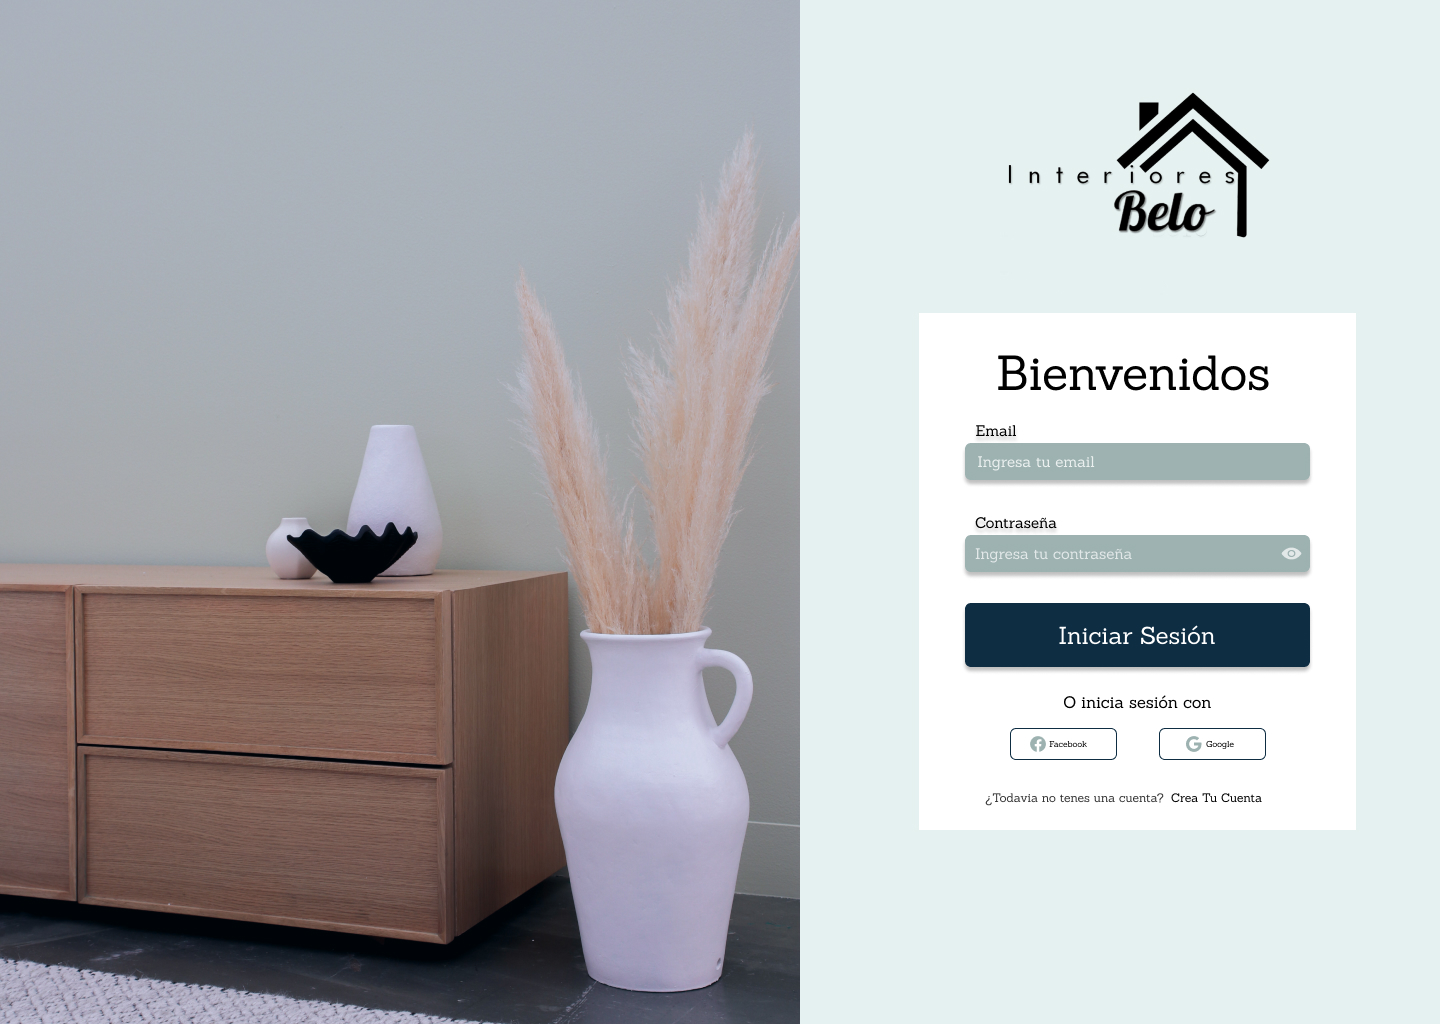 Interiores
Belo
Bienvenidos
Email
Ingresa tu email
Contraseña
Ingresa tu contraseña
Iniciar Sesión
O inicia sesión con
Facebook
Google
¿Todavia no tenes una cuenta? Crea Tu Cuenta